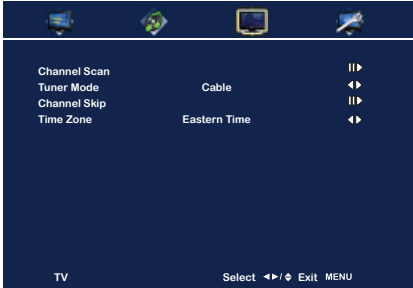 Channel Scan
Tuner Mode Cable
Channel Skip
Time Zone Eastern Time
TV Select ◄►/♦ Exit MENU